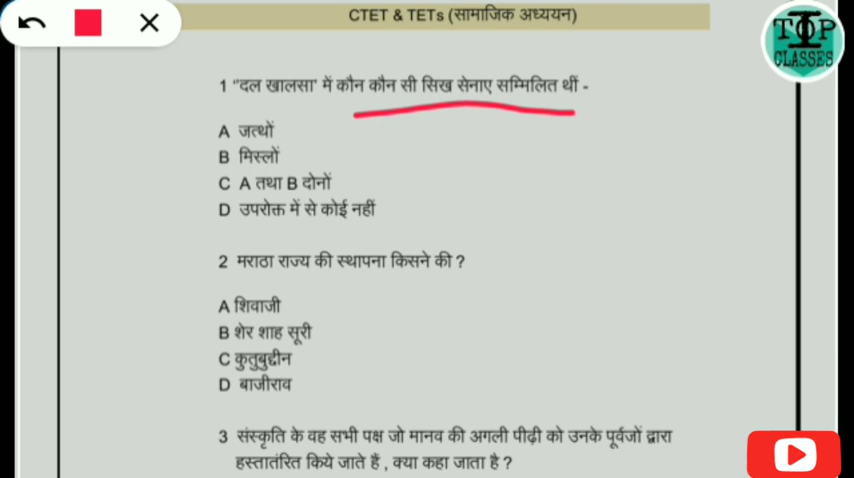 CTET & TETs (सामाजिक अध्ययन)
TOP
CLASSES
1 "दल खालसा' में कौन कौन सी सिख सेनाए सम्मिलित थीं -
A जत्थों
B मिस्लों
C A तथा B दोनों
D उपरोक्त में से कोई नहीं
2 मराठा राज्य की स्थापना किसने की ?
A शिवाजी
B शेर शाह सूरी
C कुतुबुद्दीन
D बाजीराव
3 संस्कृति के वह सभी पक्ष जो मानव की अगली पीढ़ी को उनके पूर्वजों द्वारा
हस्तातंरित किये जाते हैं , क्या कहा जाता है ?